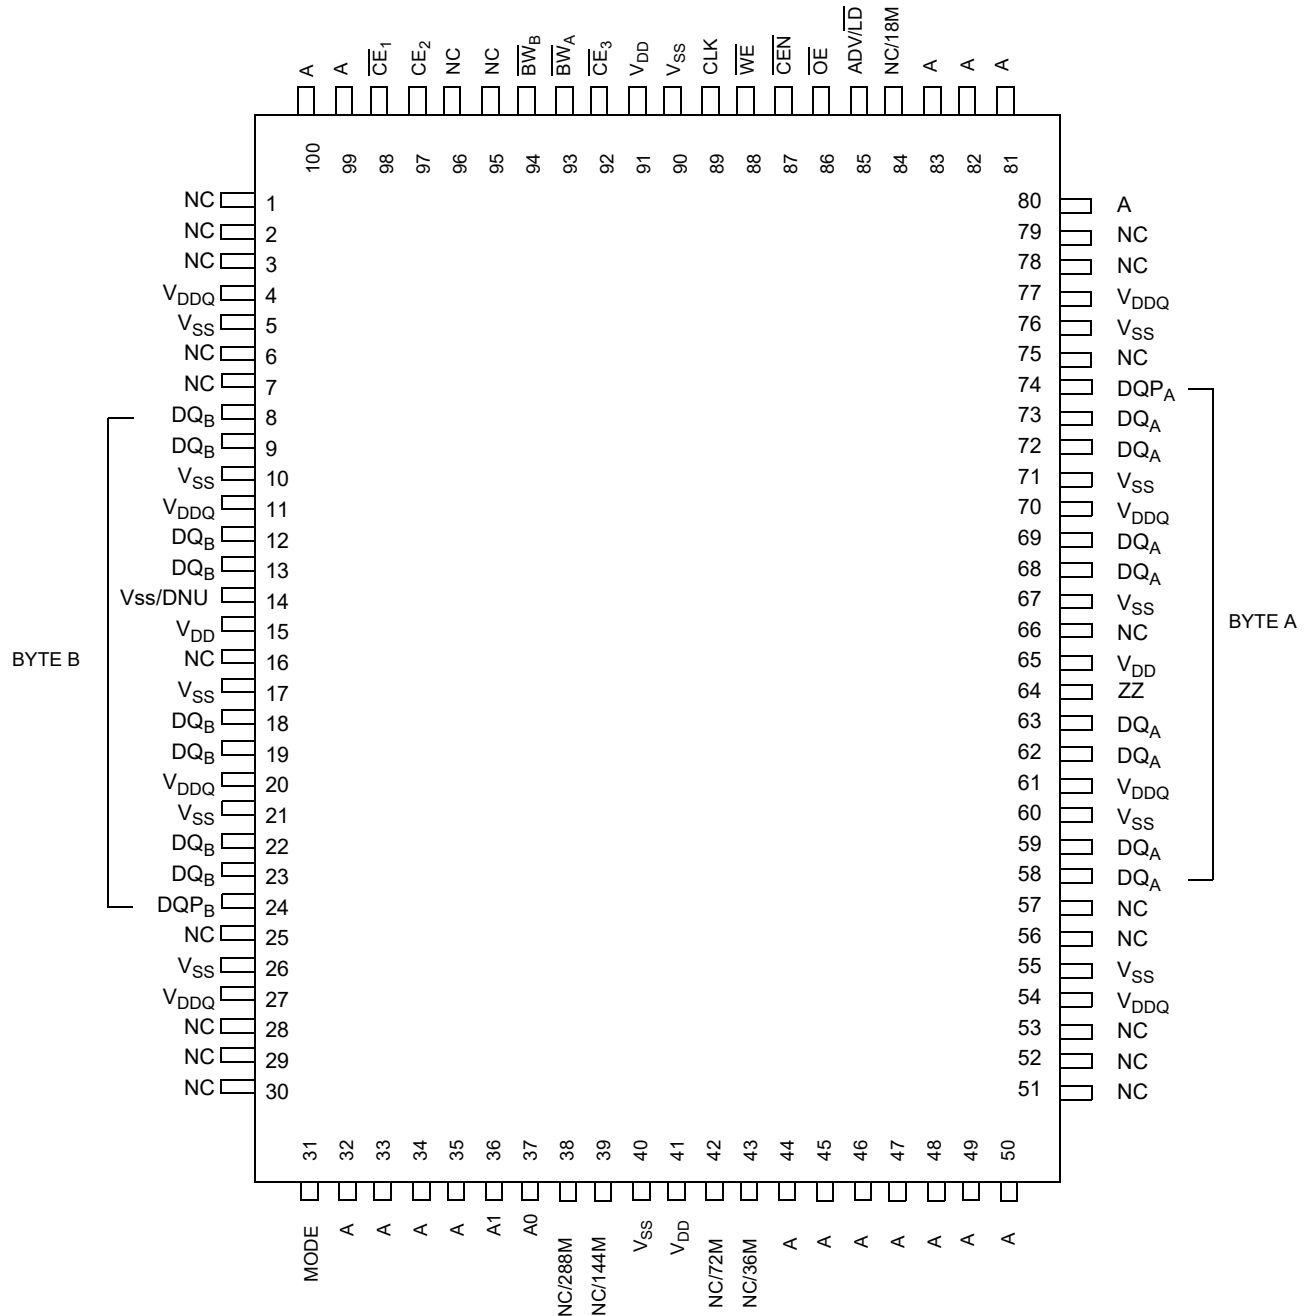 A A CE1 CE2 NC NC BWB BWA CE3 VDD VSS CLK WE CEN OE ADV/LD NC/18M A A A
100 99 98 97 96 95 94 93 92 91 90 89 88 87 86 85 84 83 82 81
NC 1 80 A
NC 2 79 NC
NC 3 78 NC
VDDQ 4 77 VDDQ
VSS 5 76 VSS
NC 6 75 NC
NC 7 74 DQPA
DQB 8 73 DQA
DQB 9 72 DQA
VSS 10 71 VSS
VDDQ 11 70 VDDQ
DQB 12 69 DQA
DQB 13 68 DQA
Vss/DNU 14 67 VSS
VDD 15 66 NC
BYTE A
NC 16 65 VDD
BYTE B
VSS 17 64 ZZ
DQB 18 63 DQA
DQB 19 62 DQA
VDDQ 20 61 VDDQ
VSS 21 60 VSS
DQB 22 59 DQA
DQB 23 58 DQA
DQPB 24 57 NC
NC 25 56 NC
VSS 26 55 VSS
VDDQ 27 54 VDDQ
NC 28 53 NC
NC 29 52 NC
NC 30 51 NC
31 32 33 34 35 36 37 38 39 40 41 42 43 44 45 46 47 48 49 50
MODE A A A A A1 A0 NC/288M NC/144M VSS VDD NC/72M NC/36M A A A A A A A